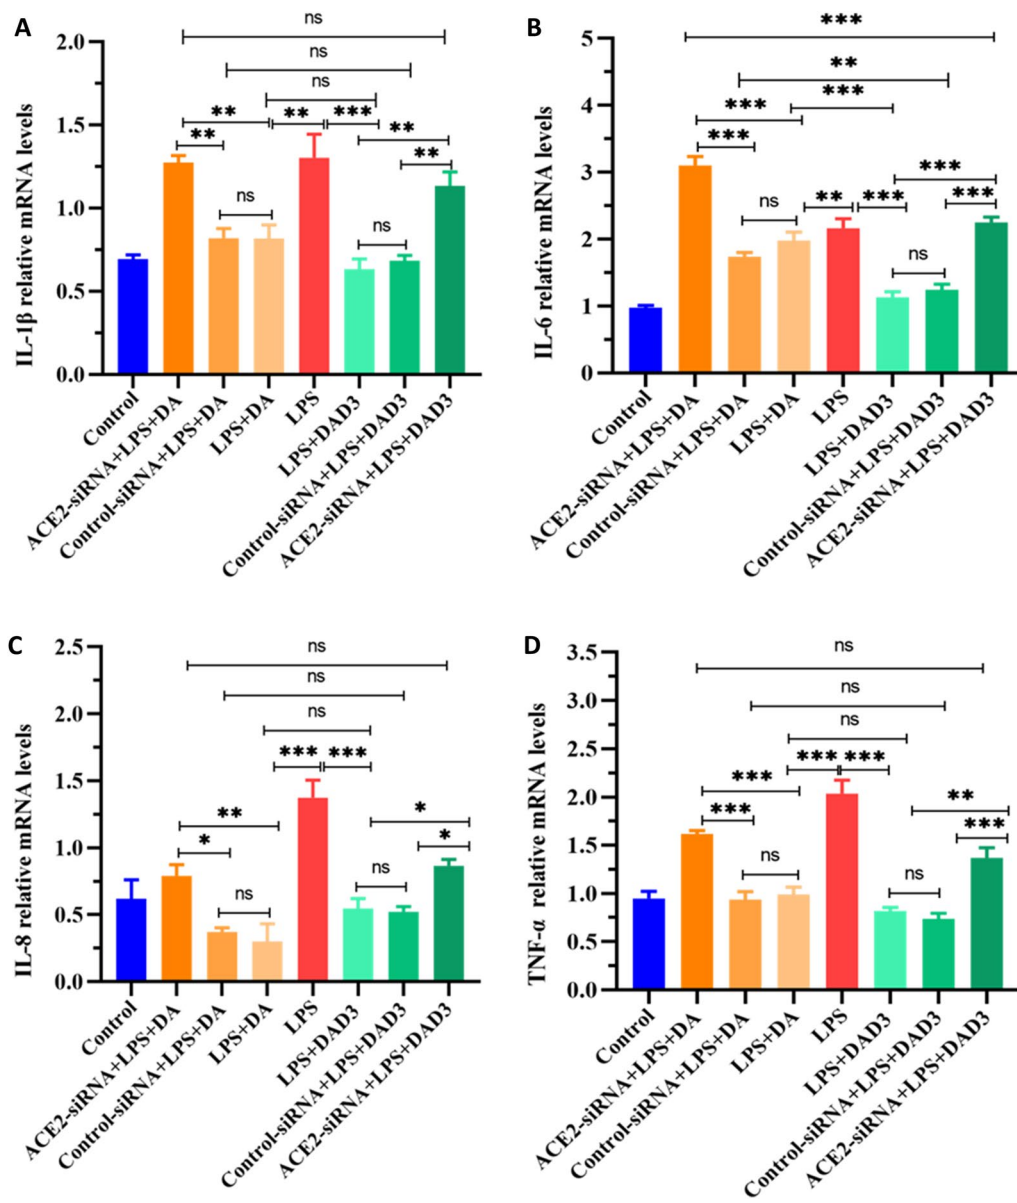 A
IL-1β relative mRNA levels
2.0
1.5
1.0
0.5
0.0
ns
ns
ns
**
**
***
**
**
**
ns
ns
Control
ACE2-siRNA+LPS+DA
Control-siRNA+LPS+DA
LPS+DA
LPS
LPS+DAD3
Control-siRNA+LPS+DAD3
ACE2-siRNA+LPS+DAD3
B
IL-6 relative mRNA levels
5
4
3
2
1
0
***
**
***
***
***
***
ns
**
***
***
ns
Control
ACE2-siRNA+LPS+DA
Control-siRNA+LPS+DA
LPS+DA
LPS
LPS+DAD3
Control-siRNA+LPS+DAD3
ACE2-siRNA+LPS+DAD3
C
IL-8 relative mRNA levels
2.5
2.0
1.5
1.0
0.5
0.0
ns
ns
ns
***
***
**
*
*
*
ns
ns
Control
ACE2-siRNA+LPS+DA
Control-siRNA+LPS+DA
LPS+DA
LPS
LPS+DAD3
Control-siRNA+LPS+DAD3
ACE2-siRNA+LPS+DAD3
D
TNF-α relative mRNA levels
3.5
3.0
2.5
2.0
1.5
1.0
0.5
0.0
ns
ns
ns
***
***
***
**
***
***
ns
ns
Control
ACE2-siRNA+LPS+DA
Control-siRNA+LPS+DA
LPS+DA
LPS
LPS+DAD3
Control-siRNA+LPS+DAD3
ACE2-siRNA+LPS+DAD3